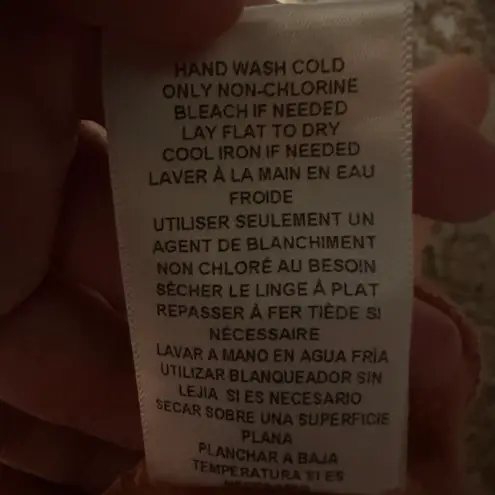 HAND WASH COLD
ONLY NON-CHLORINE
BLEACH IF NEEDED
LAY FLAT TO DRY
COOL IRON IF NEEDED
LAVER À LA MAIN EN EAU
FROIDE
UTILISER SEULEMENT UN
AGENT DE BLANCHIMENT
NON CHLORÉ AU BESOIN
SÉCHER LE LINGE À PLAT
REPASSER À FER TIÈDE SI
NÉCESSAIRE
LAVAR A MANO EN AGUA FRÍA
UTILIZAR BLANQUEADOR SIN
LEJIA SI ES NECESARIO
SECAR SOBRE UNA SUPERFICIE
PLANA
PLANCHAR A BAJA
TEMPERATURA SI ES